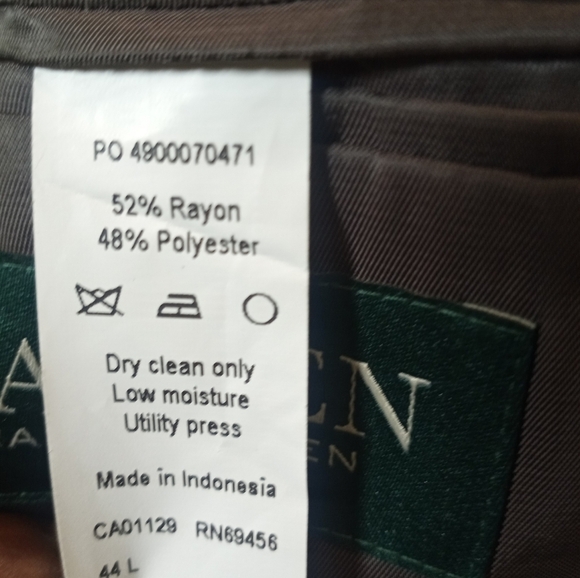 PO 4900070471
52% Rayon
48% Polyester
Dry clean only
Low moisture
Utility press
Made in Indonesia
CA01129 RN69456
44 L